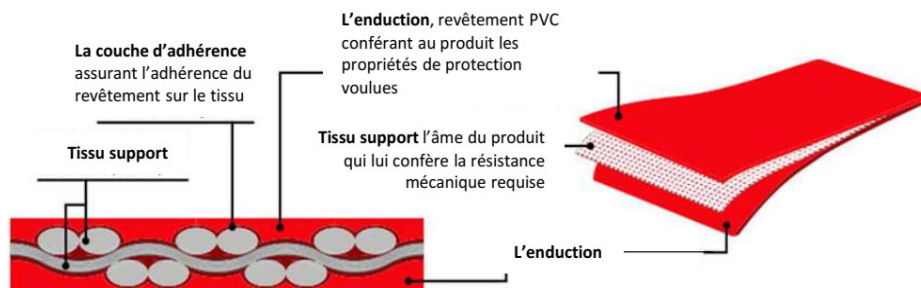 La couche d’adhérence
assurant l’adhérence du
revêtement sur le tissu
Tissu support
L’enduction, revêtement PVC
conférant au produit les
propriétés de protection
voulues
Tissu support l’âme du produit
qui lui confère la résistance
mécanique requise
L’enduction